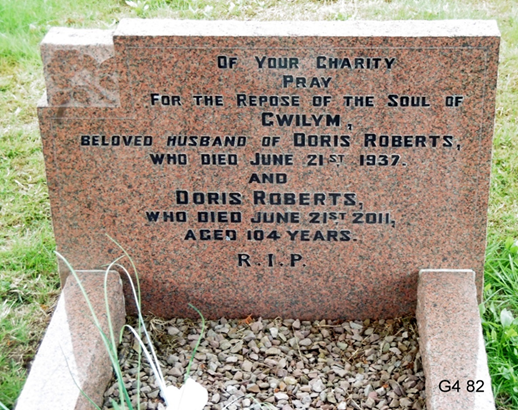 OF YOUR CHARITY
PRAY
FOR THE REPOSE OF THE SOUL OF
GWILYM,
BELOVED HUSBAND OF DORIS ROBERTS,
WHO DIED JUNE 21ST 1937.
AND
DORIS ROBERTS,
WHO DIED JUNE 21ST 2011,
AGED 104 YEARS.
R.I.P.
G4 82